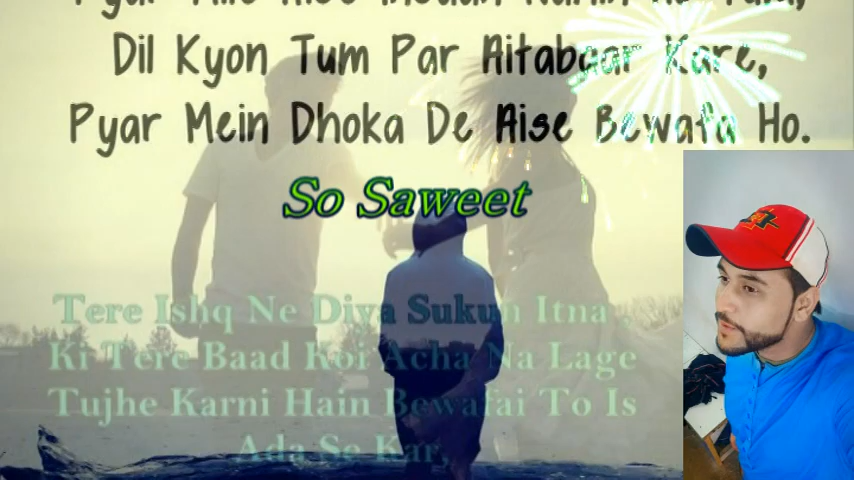 Dil Kyon Tum Par Aitabaar Kare,
Pyar Mein Dhoka De Aise Bewafa Ho.
So Saweet
Tere Ishq Ne Diya Sukun Itna ,
Ki Tere Baad Koi Acha Na Lage
Tujhe Karni Hain Bewafai To Is
Ada Se Kar,